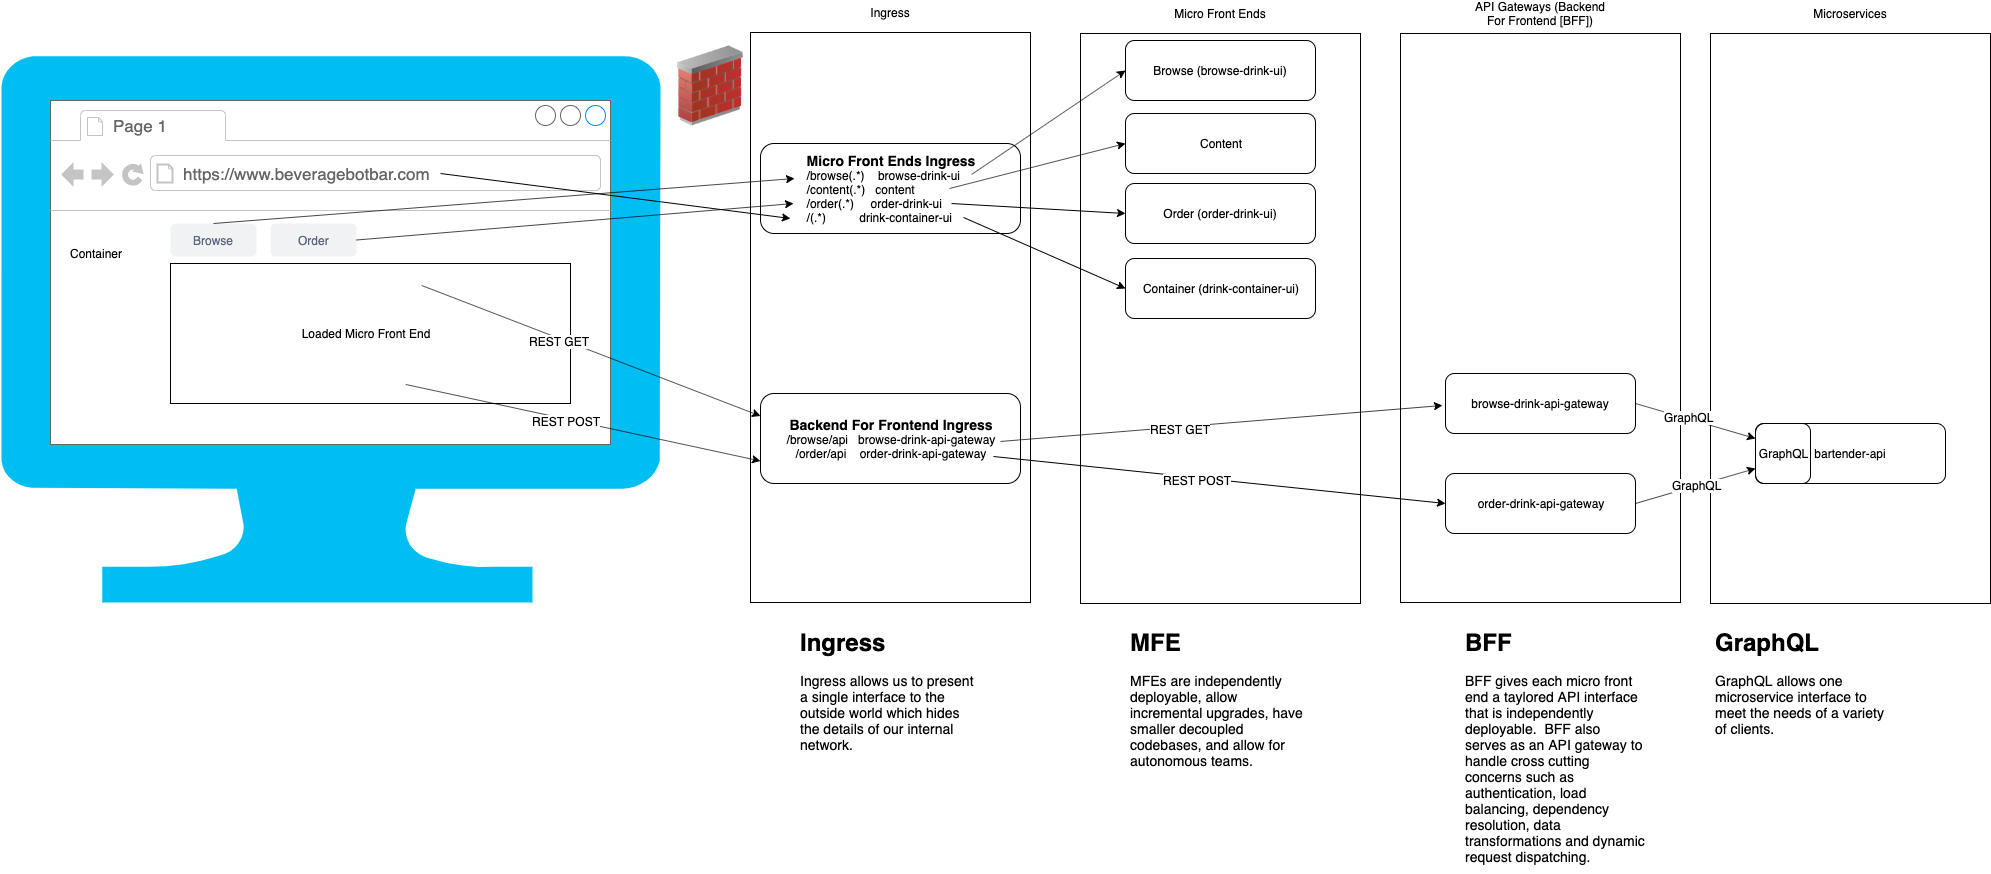 Ingress
Micro Front Ends
API Gateways (Backend
For Frontend [BFF])
Microservices
Page 1
https://www.beveragebotbar.com
Container
Browse
Order
Loaded Micro Front End
REST GET
REST POST
Micro Front Ends Ingress
/browse(.*) browse-drink-ui
/content(.*) content
/order(.*) order-drink-ui
/(.*) drink-container-ui
Backend For Frontend Ingress
/browse/api browse-drink-api-gateway
/order/api order-drink-api-gateway
Browse (browse-drink-ui)
Content
Order (order-drink-ui)
Container (drink-container-ui)
REST GET
REST POST
browse-drink-api-gateway
order-drink-api-gateway
GraphQL
GraphQL
GraphQL
bartender-api
Ingress
Ingress allows us to present
a single interface to the
outside world which hides
the details of our internal
network.
MFE
MFEs are independently
deployable, allow
incremental upgrades, have
smaller decoupled
codebases, and allow for
autonomous teams.
BFF
BFF gives each micro front
end a taylored API interface
that is independently
deployable. BFF also
serves as an API gateway to
handle cross cutting
concerns such as
authentication, load
balancing, dependency
resolution, data
transformations and dynamic
request dispatching.
GraphQL
GraphQL allows one
microservice interface to
meet the needs of a variety
of clients.